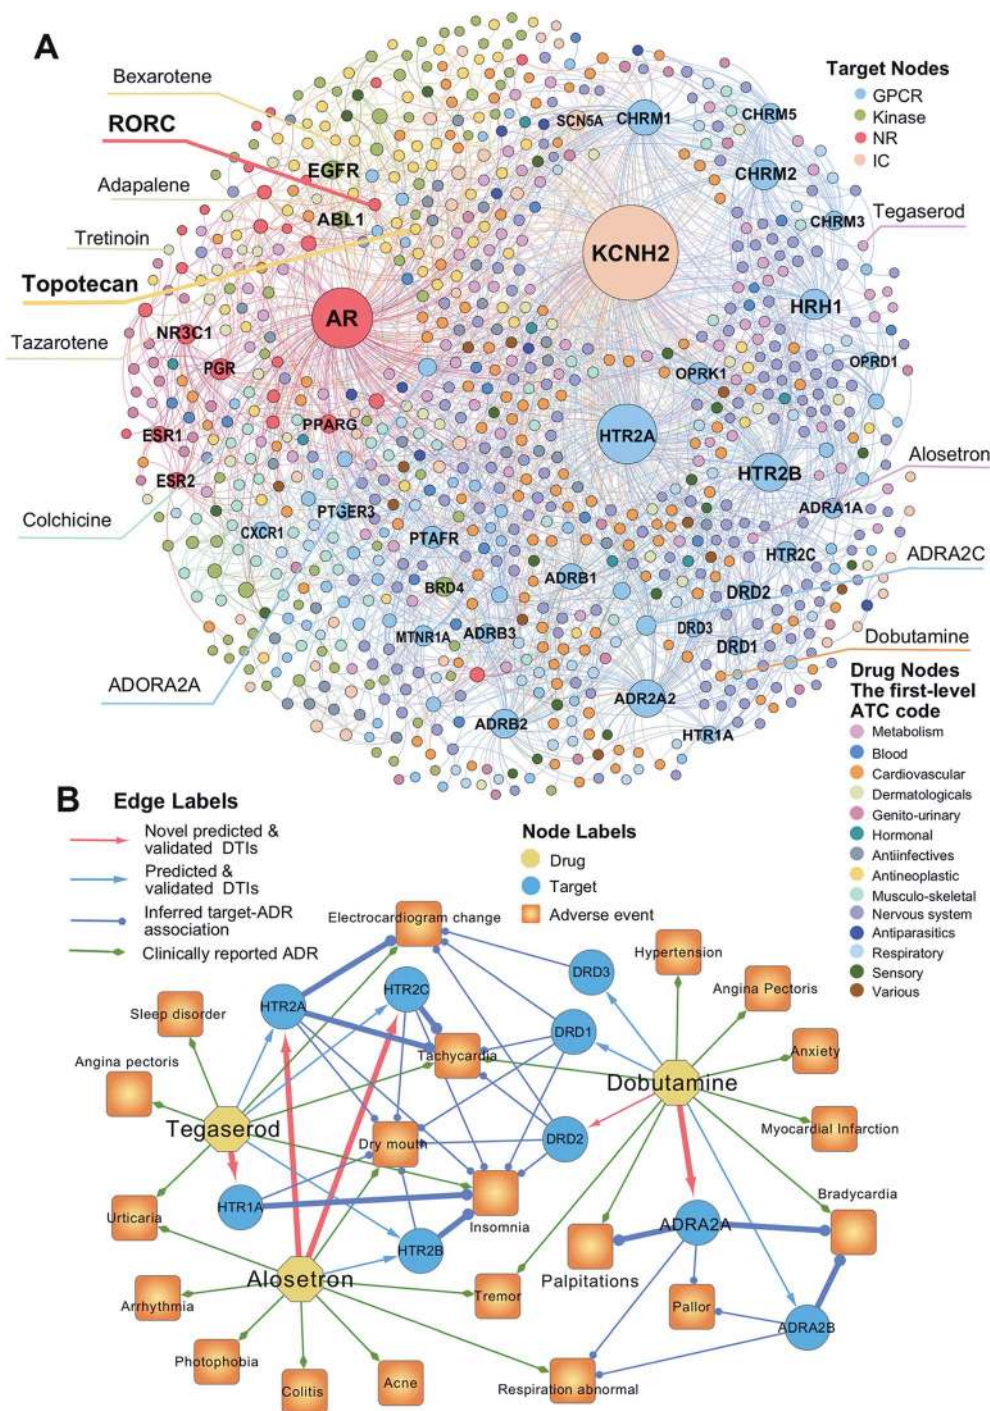 A
Bexarotene
RORC
Adapalene
Tretinoin
Topotecan
Tazarotene
Colchicine
ADORA2A
Target Nodes
GPCR
Kinase
NR
IC
Tegaserod
Alosetron
ADRA2C
Dobutamine
SCN5A
CHRM1
CHRM5
EGFR
CHRM2
ABL1
CHRM3
KCNH2
AR
HRH1
NR3C1
PGR
OPRK1
OPRD1
PPARG
ESR1
HTR2A
ESR2
HTR2B
PTGER3
ADRA1A
CXCR1
PTAFR
HTR2C
BRD4
ADRB1
DRD2
MTNR1A
ADRB3
DRD3
DRD1
ADR2A2
ADRB2
HTR1A
Drug Nodes
The first-level
ATC code
Metabolism
Blood
Cardiovascular
Dermatologicals
Genito-urinary
Hormonal
Antiinfectives
Antineoplastic
Musculo-skeletal
Nervous system
Antiparasitics
Respiratory
Sensory
Various
B
Edge Labels
Novel predicted &
validated DTIs
Predicted &
validated DTIs
Inferred target-ADR
association
Clinically reported ADR
Node Labels
Drug
Target
Adverse event
Electrocardiogram change
Hypertension
DRD3
Angina Pectoris
HTR2C
HTR2A
Sleep disorder
DRD1
Anxiety
Tachycardia
Angina pectoris
Dobutamine
Tegaserod
Myocardial Infarction
Dry mouth
DRD2
Bradycardia
HTR1A
Urticaria
Insomnia
ADRA2A
HTR2B
Alosetron
Palpitations
Tremor
Arrhythmia
Pallor
ADRA2B
Photophobia
Colitis
Acne
Respiration abnormal